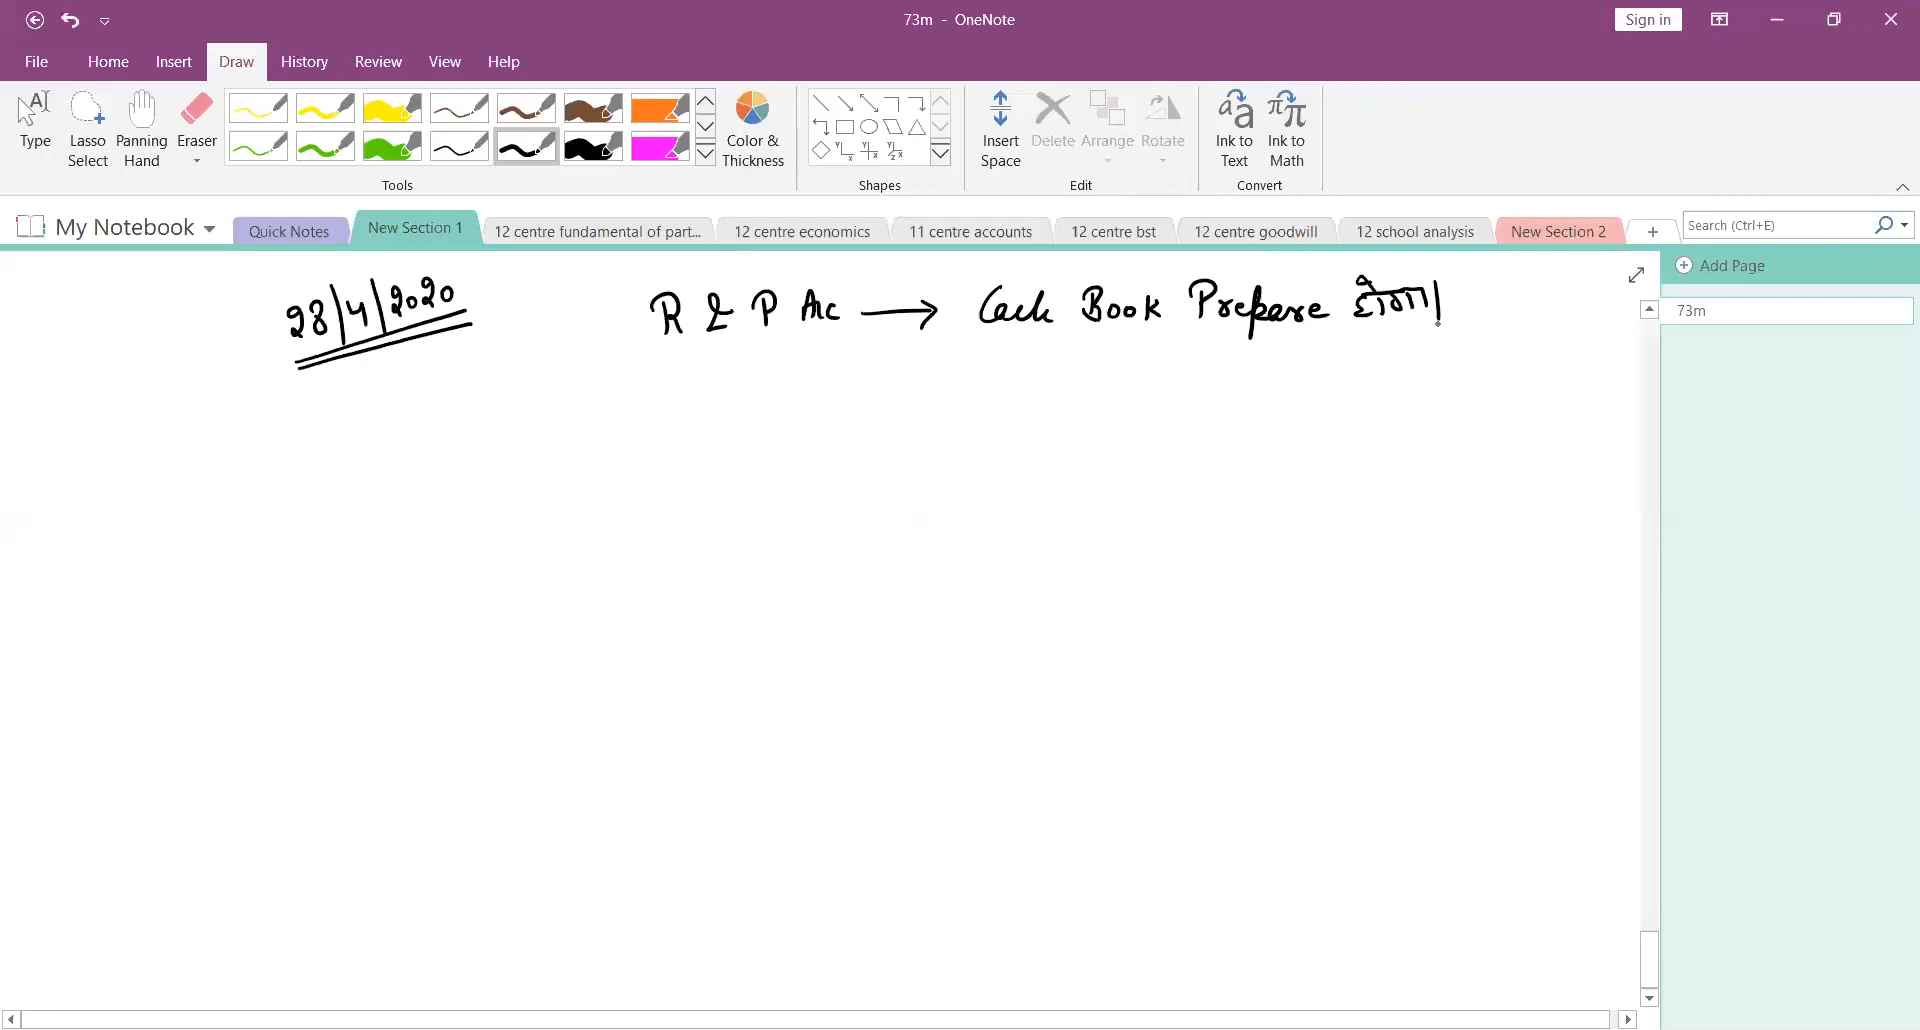 73m - OneNote
Sign in
File Home Insert Draw History Review View Help
Type
Lasso Select
Panning Hand
Eraser
Color & Thickness
Insert Space
Delete
Arrange
Rotate
Ink to Text
Ink to Math
Tools
Shapes
Edit
Convert
My Notebook
Quick Notes
New Section 1
12 centre fundamental of part...
12 centre economics
11 centre accounts
12 centre bst
12 centre goodwill
12 school analysis
New Section 2
Search (Ctrl+E)
Add Page
73m
28/4/2020
R & P A/c → Cash Book Prepare होगा।